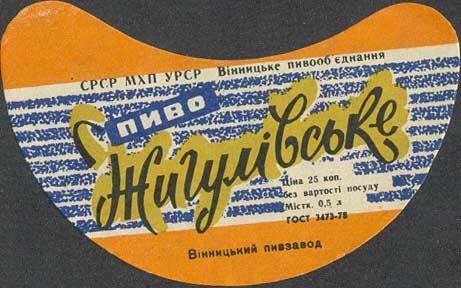 СРСР МХП УРСР Вінницьке пивооб'єднання
пиво
Жигулівське
Ціна 25 коп.
без вартості посуду
Містк. 0,5 л
ГОСТ 3473-78
Вінницький пивзавод